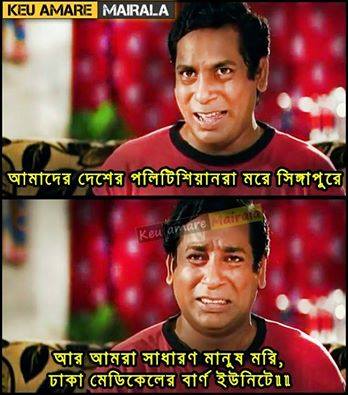 KEU AMARE MAIRALA
আমাদের দেশের পলিটিশিয়ানরা মরে সিঙ্গাপুরে
Keu amare Mairala
আর আমরা সাধারণ মানুষ মরি,
ঢাকা মেডিকেলের বার্ণ ইউনিটে॥॥